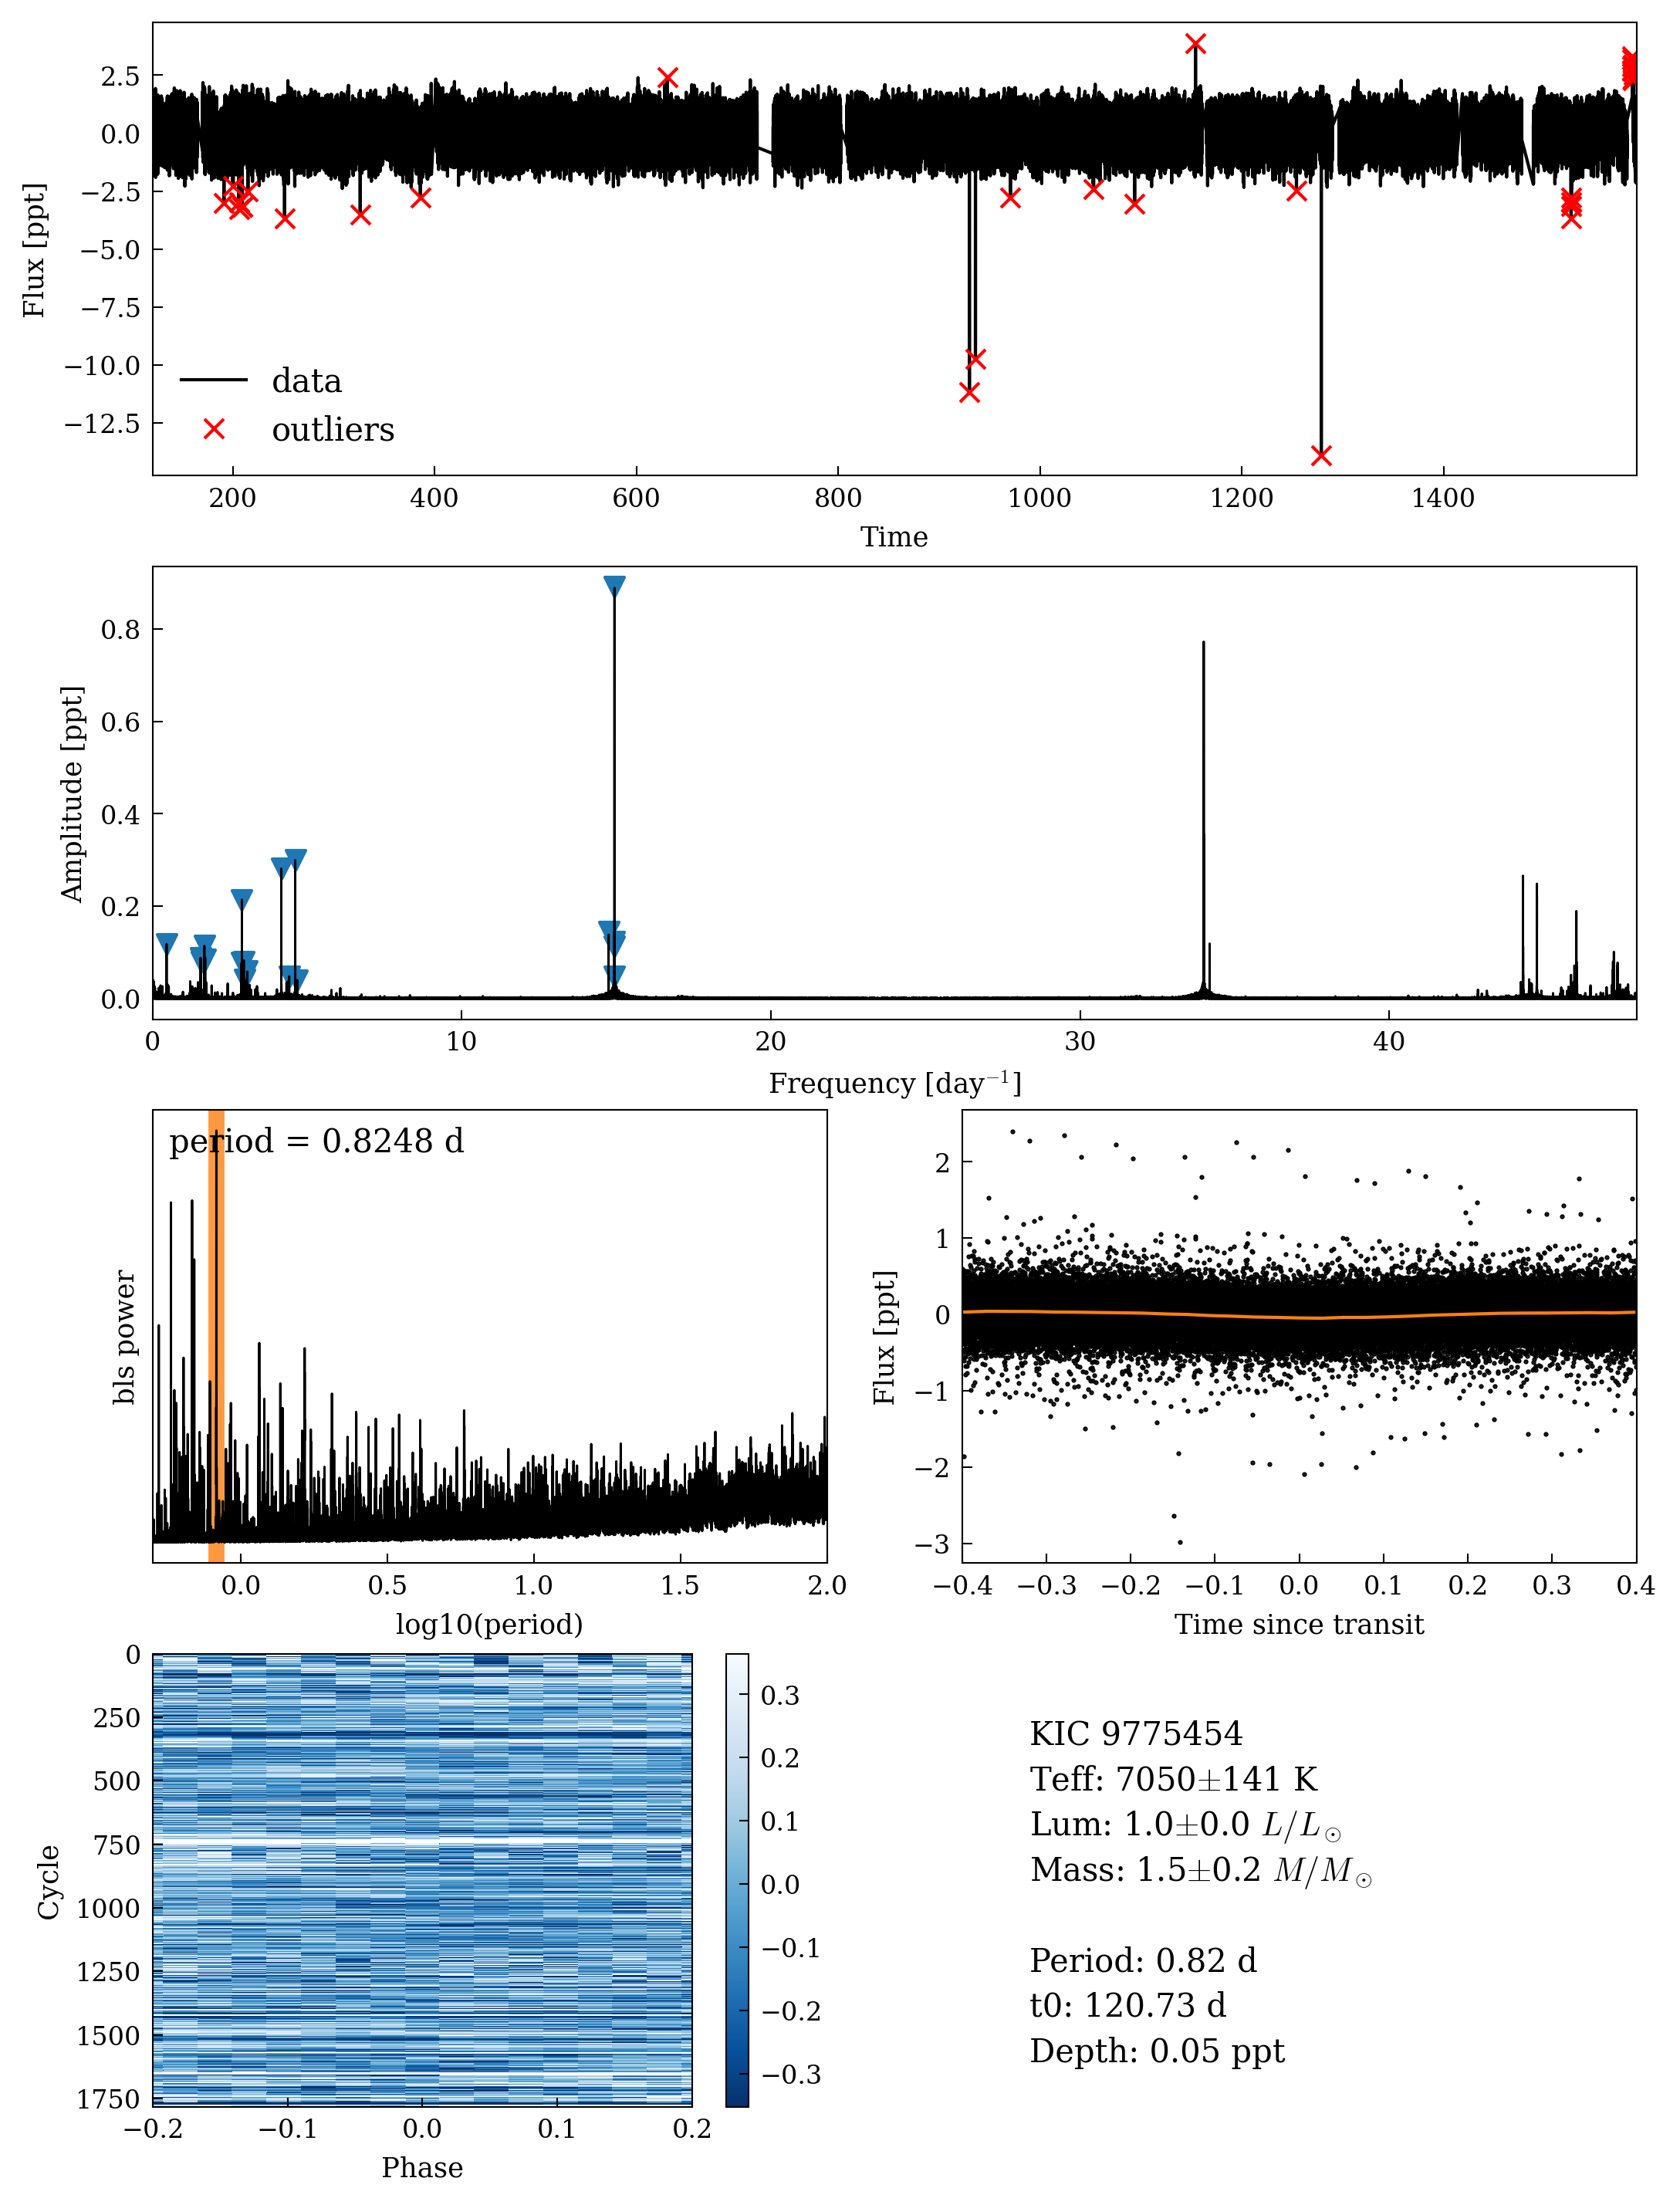 2.5
0.0
−2.5
−5.0
−7.5
−10.0
−12.5
Flux [ppt]
data
outliers
200 400 600 800 1000 1200 1400
Time
0.8
0.6
0.4
0.2
0.0
Amplitude [ppt]
0 10 20 30 40
Frequency [day⁻¹]
period = 0.8248 d
bls power
0.0 0.5 1.0 1.5 2.0
log10(period)
2
1
0
−1
−2
−3
Flux [ppt]
−0.4 −0.3 −0.2 −0.1 0.0 0.1 0.2 0.3 0.4
Time since transit
0
250
500
750
1000
1250
1500
1750
Cycle
−0.2 −0.1 0.0 0.1 0.2
Phase
0.3
0.2
0.1
0.0
−0.1
−0.2
−0.3
KIC 9775454
Teff: 7050±141 K
Lum: 1.0±0.0 L/L☉
Mass: 1.5±0.2 M/M☉
Period: 0.82 d
t0: 120.73 d
Depth: 0.05 ppt